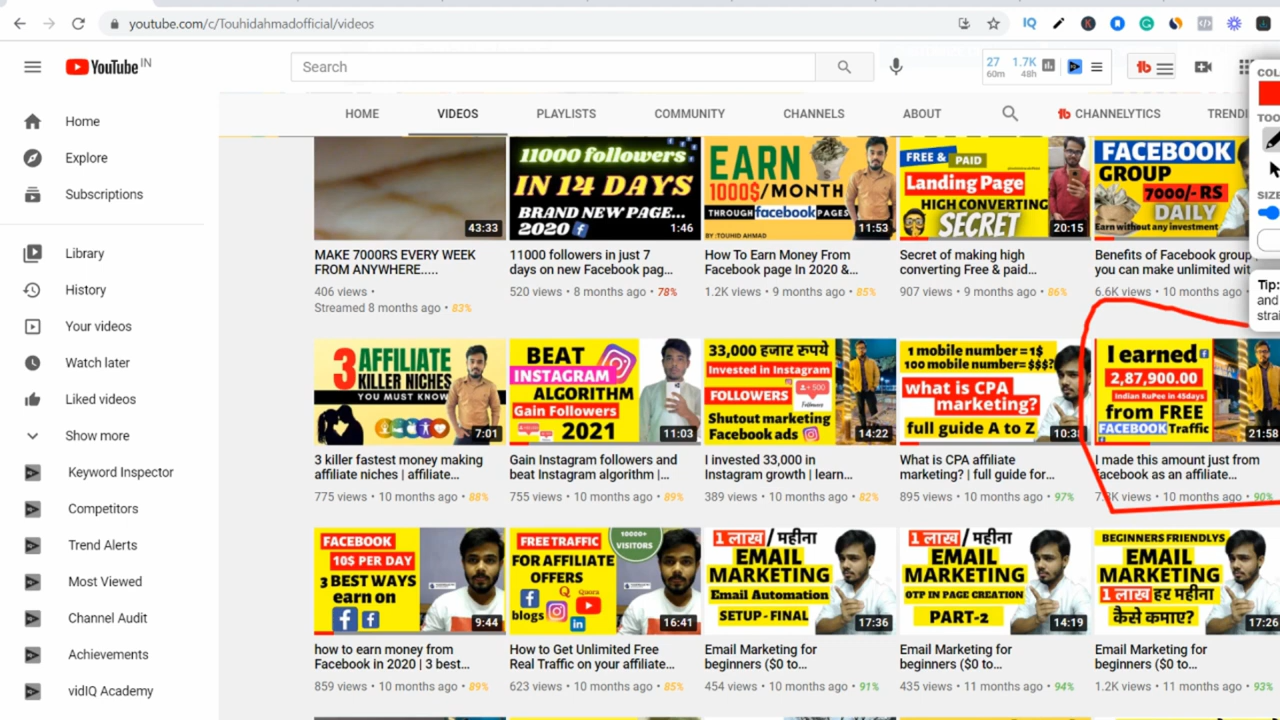 youtube.com/c/Touhidahmadofficial/videos
YouTube IN
Search
27 1.7K
60m 48h
HOME VIDEOS PLAYLISTS COMMUNITY CHANNELS ABOUT CHANNELYTICS TRENDI
COL
TOO
SIZE
Tip:
and
strai
Home
Explore
Subscriptions
Library
History
Your videos
Watch later
Liked videos
Show more
Keyword Inspector
Competitors
Trend Alerts
Most Viewed
Channel Audit
Achievements
vidIQ Academy
43:33
MAKE 7000RS EVERY WEEK
FROM ANYWHERE.....
406 views •
Streamed 8 months ago • 83%
11000 followers
IN 14 DAYS
BRAND NEW PAGE...
2020
1:46
11000 followers in just 7
days on new Facebook pag...
520 views • 8 months ago • 78%
EARN
1000$/MONTH
THROUGH facebook PAGES
BY :TOUHID AHMAD
11:53
How To Earn Money From
Facebook page In 2020 &...
1.2K views • 9 months ago • 85%
FREE & PAID
Landing Page
HIGH CONVERTING
SECRET
20:15
Secret of making high
converting Free & paid...
907 views • 9 months ago • 86%
FACEBOOK
GROUP
7000/- RS
DAILY
Earn without any investment
Benefits of Facebook group
you can make unlimited wit
6.6K views • 10 months ago
3 AFFILIATE
KILLER NICHES
YOU MUST KNOW
7:01
3 killer fastest money making
affiliate niches | affiliate...
775 views • 10 months ago • 88%
BEAT
INSTAGRAM
ALGORITHM
Gain Followers
2021
11:03
Gain Instagram followers and
beat Instagram algorithm |...
755 views • 10 months ago • 89%
33,000 हजार रुपये
Invested in Instagram
FOLLOWERS
+500
Followers
Shutout marketing
Facebook ads
14:22
I invested 33,000 in
Instagram growth | learn...
389 views • 10 months ago • 82%
1 mobile number = 1$
100 mobile number= $$$?
what is CPA
marketing?
full guide A to Z
What is CPA affiliate
marketing? | full guide for...
895 views • 10 months ago • 97%
I earned
2,87,900.00
Indian RuPee in 45days
from FREE
FACEBOOK Traffic
21:58
I made this amount just from
facebook as an affiliate...
views • 10 months ago • 90%
FACEBOOK
10$ PER DAY
3 BEST WAYS
earn on
9:44
how to earn money from
Facebook in 2020 | 3 best...
859 views • 10 months ago • 89%
FREE TRAFFIC
10000+
VISITORS
FOR AFFILIATE
OFFERS
Quora
blogs
16:41
How to Get Unlimited Free
Real Traffic on your affiliate...
623 views • 10 months ago • 85%
1 लाख / महीना
EMAIL
MARKETING
Email Automation
SETUP - FINAL
17:36
Email Marketing for
beginners ($0 to...
454 views • 10 months ago • 91%
1 लाख / महीना
EMAIL
MARKETING
OTP IN PAGE CREATION
PART-2
14:19
Email Marketing for
beginners ($0 to...
435 views • 11 months ago • 94%
BEGINNERS FRIENDLYS
EMAIL
MARKETING
1 लाख हर महीना
कैसे कमाए?
17:26
Email Marketing for
beginners ($0 to...
1.2K views • 11 months ago • 93%